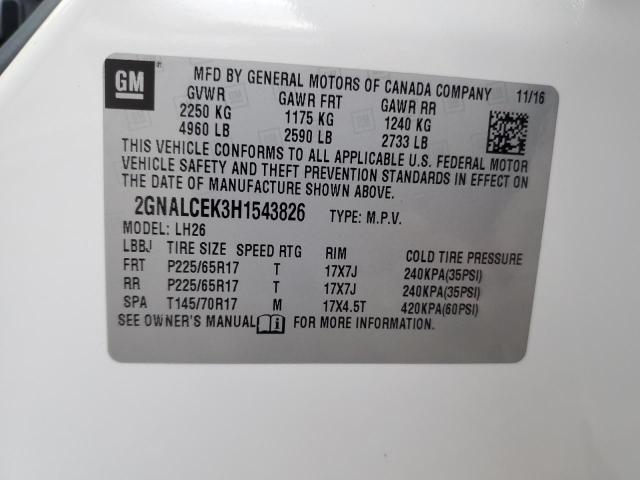 GM
MFD BY GENERAL MOTORS OF CANADA COMPANY 11/16
GVWR GAWR FRT GAWR RR
2250 KG 1175 KG 1240 KG
4960 LB 2590 LB 2733 LB
THIS VEHICLE CONFORMS TO ALL APPLICABLE U.S. FEDERAL MOTOR
VEHICLE SAFETY AND THEFT PREVENTION STANDARDS IN EFFECT ON
THE DATE OF MANUFACTURE SHOWN ABOVE.
2GNALCEK3H1543826 TYPE: M.P.V.
MODEL: LH26
LBBJ TIRE SIZE SPEED RTG RIM COLD TIRE PRESSURE
FRT P225/65R17 T 17X7J 240KPA(35PSI)
RR P225/65R17 T 17X7J 240KPA(35PSI)
SPA T145/70R17 M 17X4.5T 420KPA(60PSI)
SEE OWNER'S MANUAL FOR MORE INFORMATION.